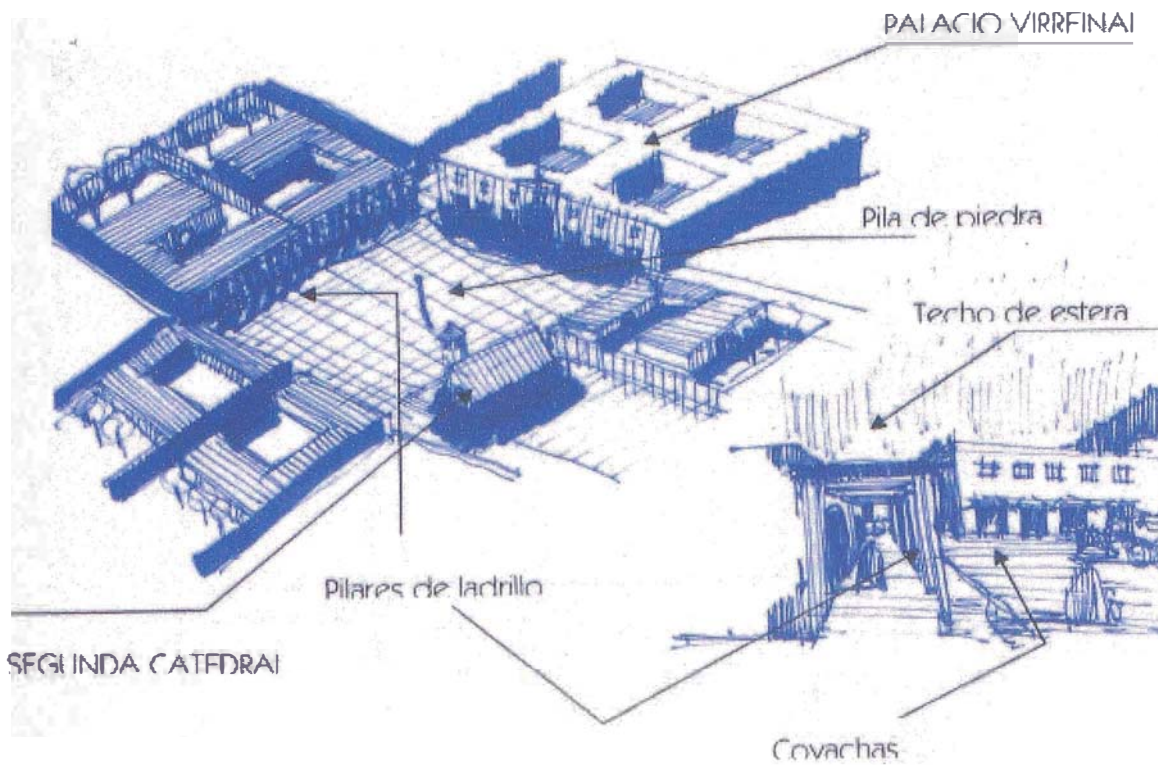 PALACIO VIRREINAL
Pila de piedra
Techo de estera
Pilares de ladrillo
SEGUNDA CATEDRAL
Covachas